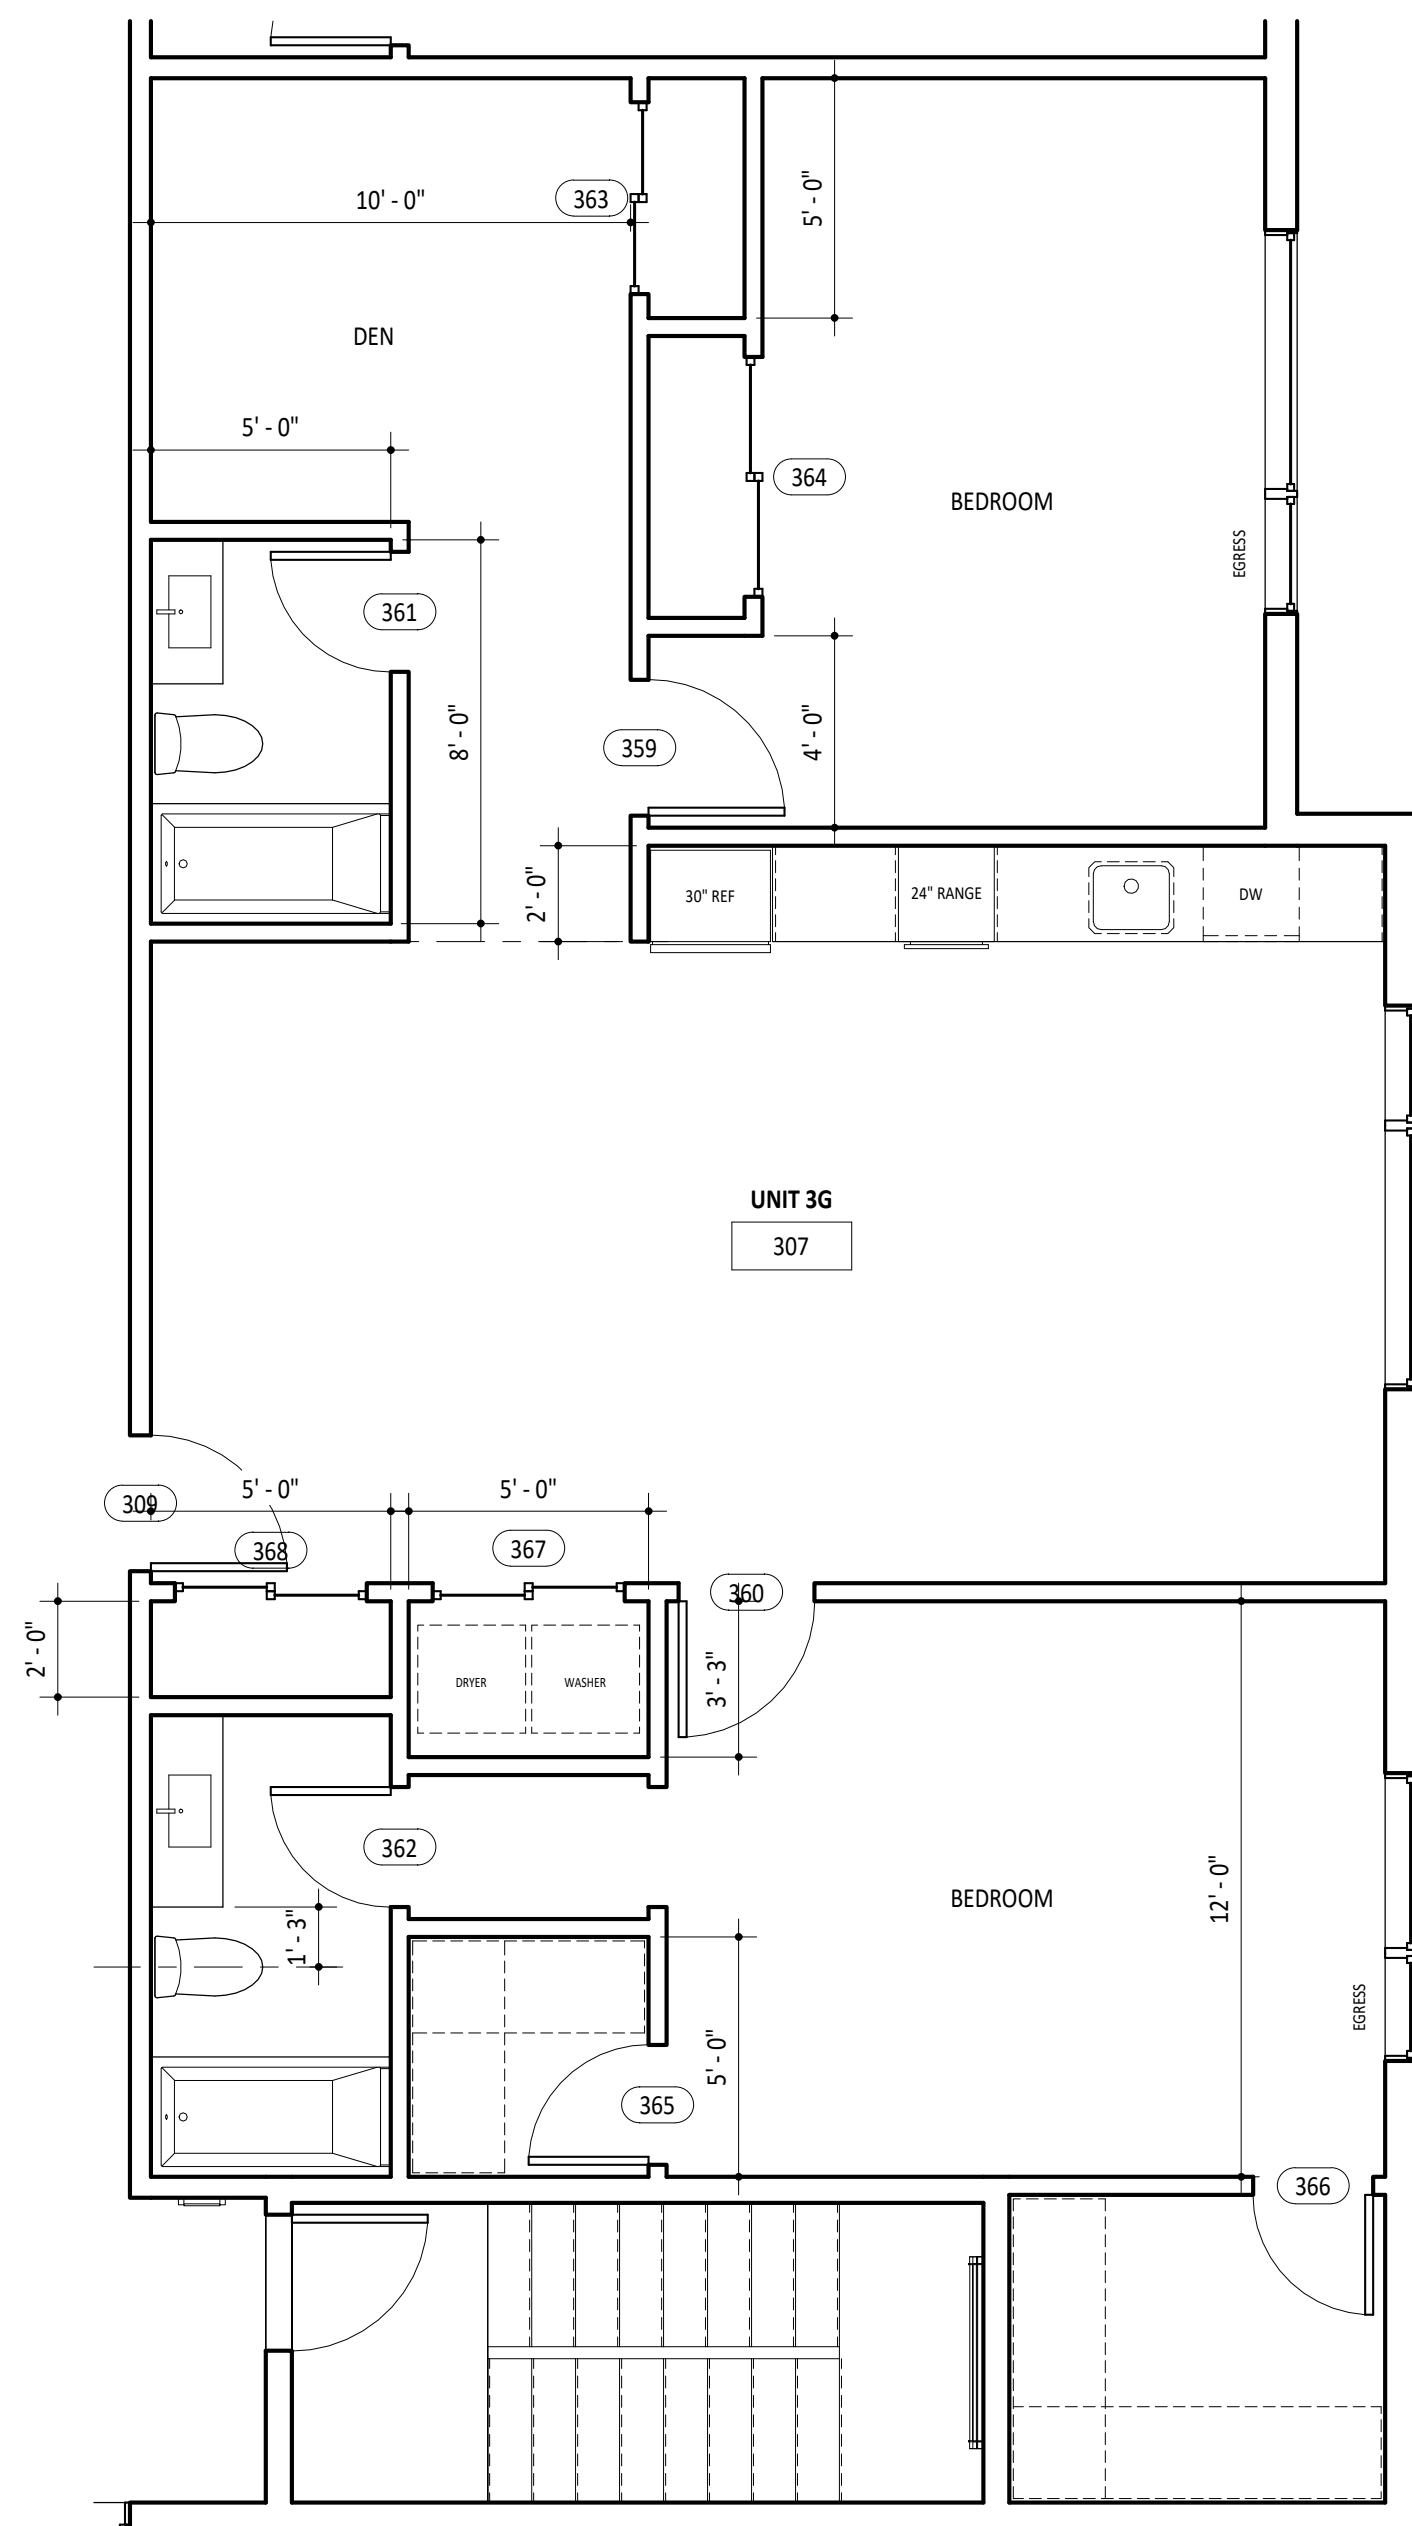 10' - 0"
363
5' - 0"
DEN
5' - 0"
364
BEDROOM
EGRESS
361
8' - 0"
359
4' - 0"
2' - 0"
30" REF
24" RANGE
DW
UNIT 3G
307
309
5' - 0"
5' - 0"
368
367
360
2' - 0"
DRYER
WASHER
3' - 3"
362
1' - 3"
BEDROOM
12' - 0"
EGRESS
5' - 0"
365
366